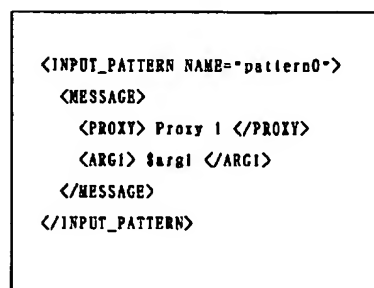 <INPUT_PATTERN NAME="pattern0">
<MESSAGE>
<PROXY> Proxy 1 </PROXY>
<ARG1> $arg1 </ARG1>
</MESSAGE>
</INPUT_PATTERN>